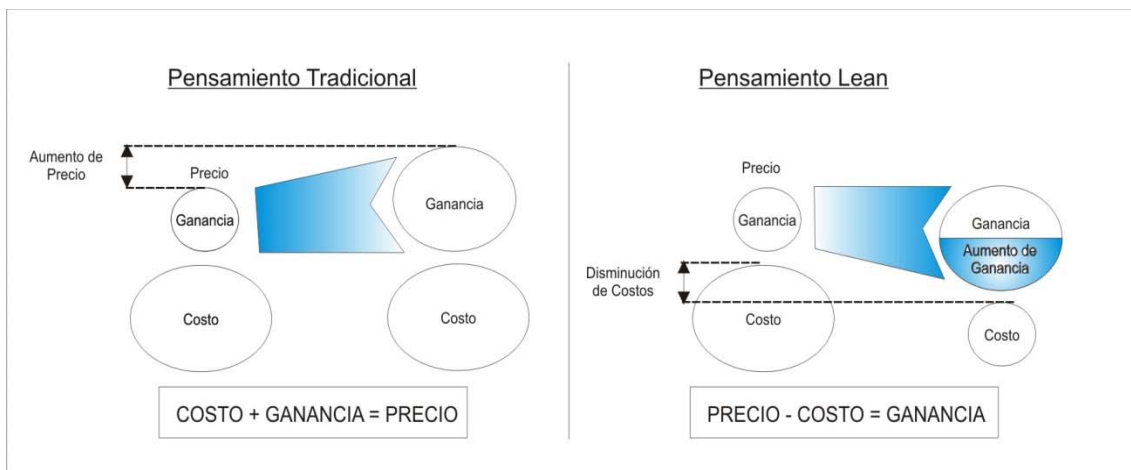 Pensamiento Tradicional
Aumento de
Precio
Precio
Ganancia
Ganancia
Costo
Costo
COSTO + GANANCIA = PRECIO
Pensamiento Lean
Precio
Ganancia
Ganancia
Aumento de
Ganancia
Disminución
de Costos
Costo
Costo
PRECIO - COSTO = GANANCIA